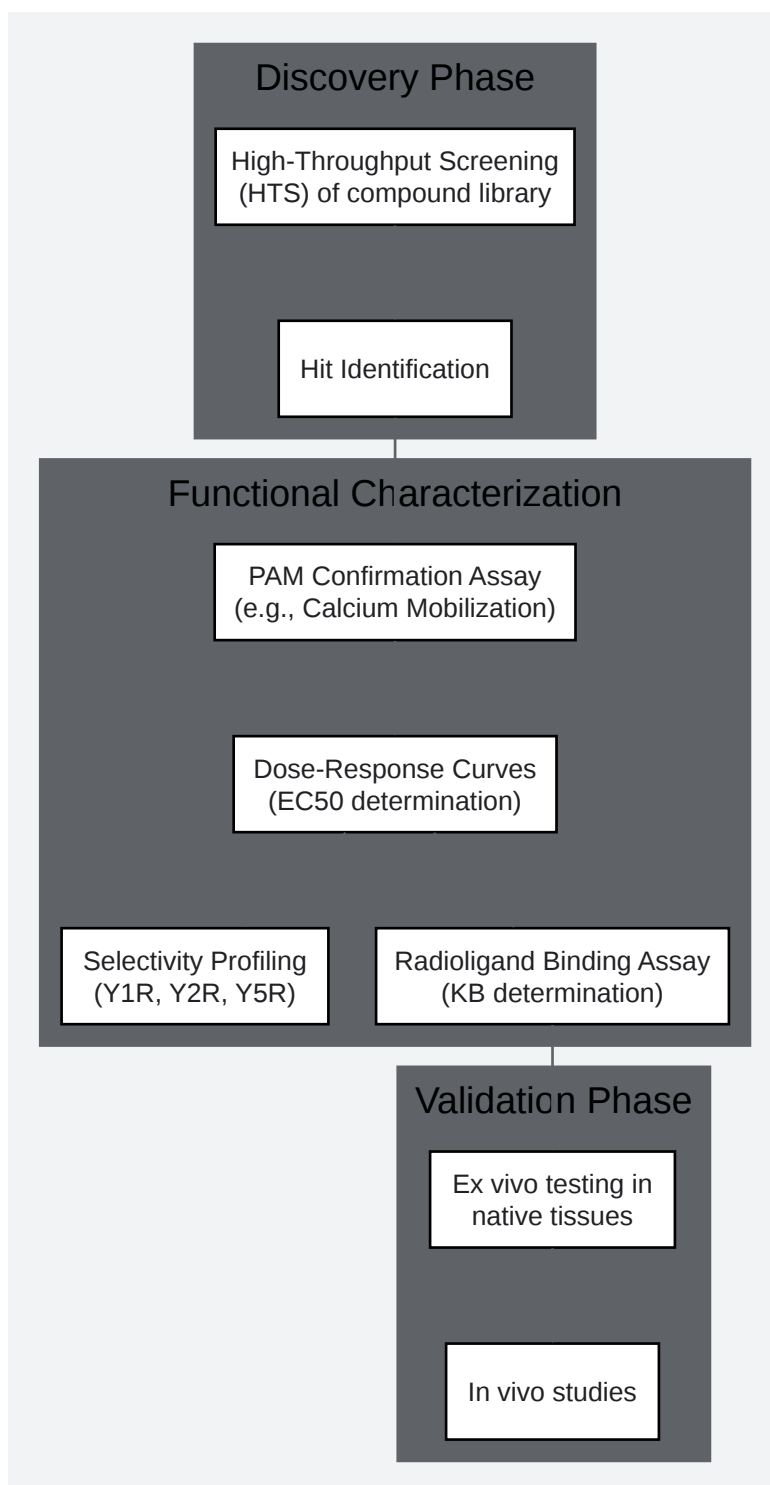 Discovery Phase
High-Throughput Screening
(HTS) of compound library
Hit Identification
Functional Characterization
PAM Confirmation Assay
(e.g., Calcium Mobilization)
Dose-Response Curves
(EC50 determination)
Selectivity Profiling
(Y1R, Y2R, Y5R)
Radioligand Binding Assay
(KB determination)
Validation Phase
Ex vivo testing in
native tissues
In vivo studies